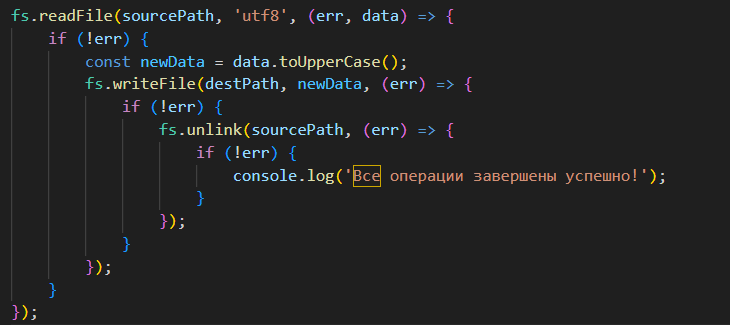 fs.readFile(sourcePath, 'utf8', (err, data) => {
    if (!err) {
        const newData = data.toUpperCase();
        fs.writeFile(destPath, newData, (err) => {
            if (!err) {
                fs.unlink(sourcePath, (err) => {
                    if (!err) {
                        console.log('Все операции завершены успешно!');
                    }
                });
            }
        });
    }
});